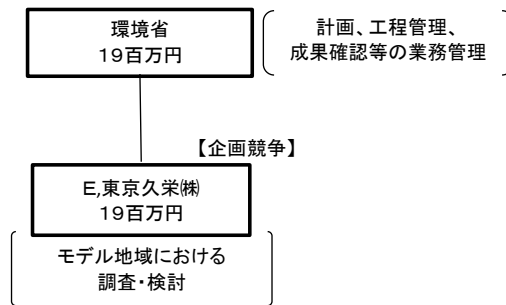 環境省
19百万円
計画、工程管理、
成果確認等の業務管理
【企画競争】
E,東京久栄㈱
19百万円
モデル地域における
調査・検討